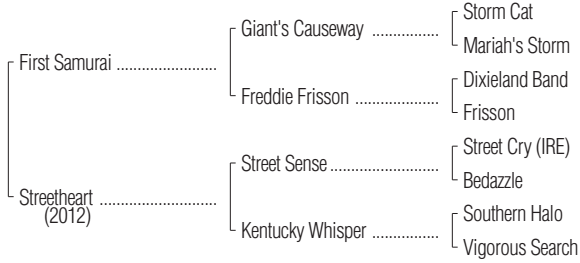 Storm Cat
Giant's Causeway ..................
Mariah's Storm
First Samurai ..........................
Dixieland Band
Freddie Frisson ......................
Frisson
Street Cry (IRE)
Street Sense .............................
Bedazzle
Streetheart ..............................
(2012)
Southern Halo
Kentucky Whisper ..................
Vigorous Search